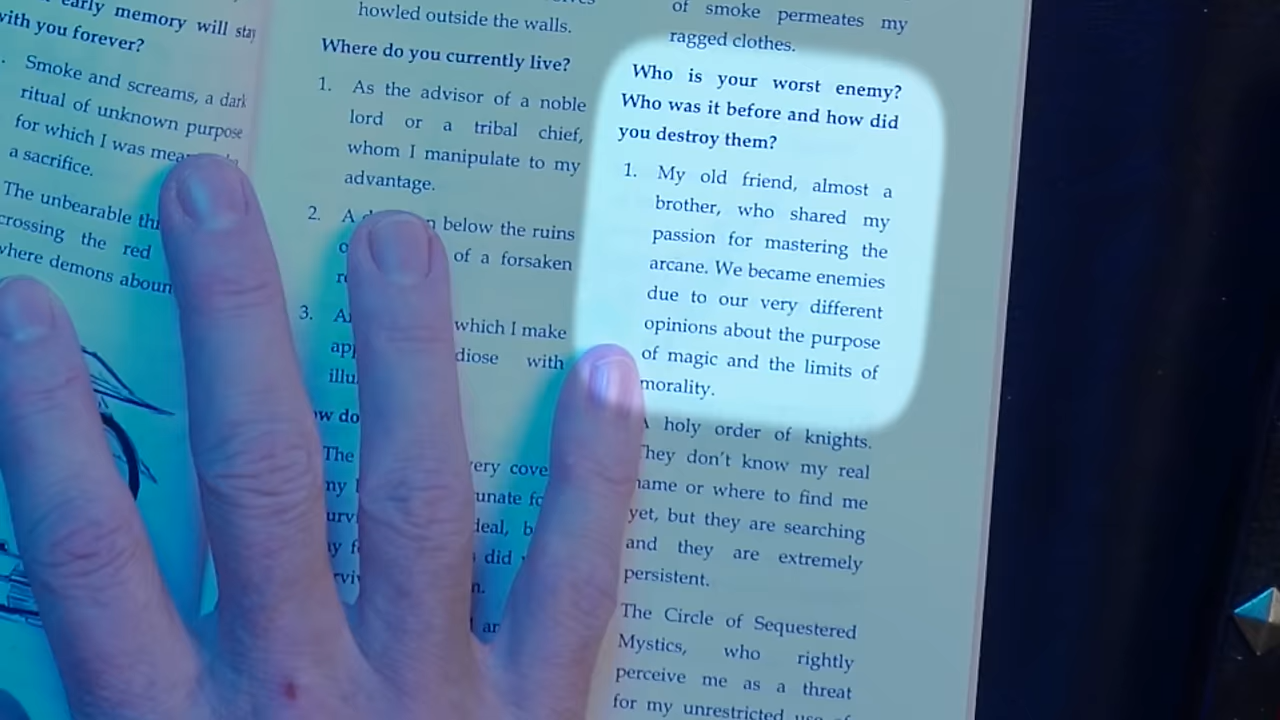 early memory will stay
with you forever?
Smoke and screams, a dark
ritual of unknown purpose
for which I was
a sacrifice.
The unbearable
crossing the red
where demons
howled outside the walls.
Where do you currently live?
1. As the advisor of a noble
lord or a tribal chief,
whom I manipulate to my
advantage.
2. A below the ruins
of a forsaken
3. which I make
with
The
my
did
of smoke permeates my
ragged clothes.
Who is your worst enemy?
Who was it before and how did
you destroy them?
1. My old friend, almost a
brother, who shared my
passion for mastering the
arcane. We became enemies
due to our very different
opinions about the purpose
of magic and the limits of
morality.
A holy order of knights.
They don't know my real
name or where to find me
yet, but they are searching
and they are extremely
persistent.
The Circle of Sequestered
Mystics, who rightly
perceive me as a threat
for my unrestricted use of